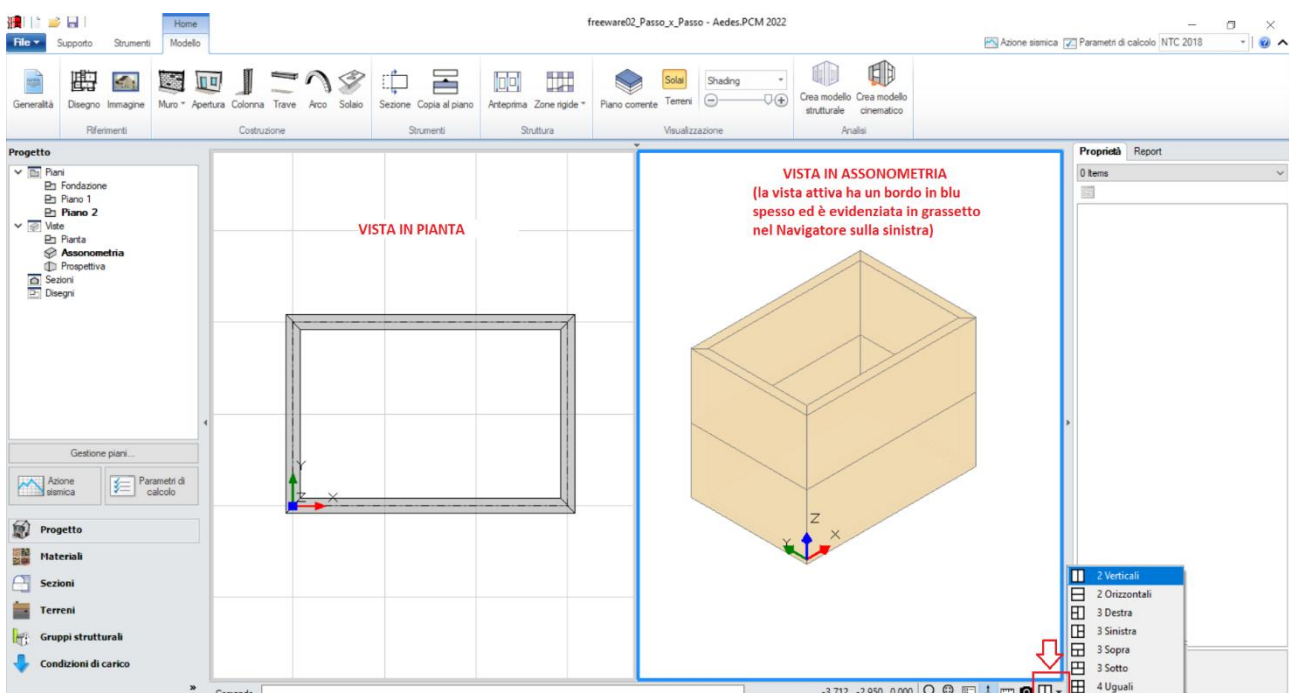 freeware02_Passo_x_Passo - Aedes.PCM 2022
Home
File
Supporto
Strumenti
Modello
Azione sismica
Parametri di calcolo
NTC 2018
Generalità
Disegno
Immagine
Muro
Apertura
Colonna
Trave
Arco
Solaio
Sezione
Copia al piano
Anteprima
Zone rigide
Piano corrente
Solai
Terreni
Shading
Crea modello
strutturale
Crea modello
cinematico
Riferimenti
Costruzione
Strumenti
Struttura
Visualizzazione
Analisi
Progetto
Piani
Fondazione
Piano 1
Piano 2
Viste
Pianta
Assonometria
Prospettiva
Sezioni
Disegni
Gestione piani...
Azione
sismica
Parametri di
calcolo
Progetto
Materiali
Sezioni
Terreni
Gruppi strutturali
Condizioni di carico
»
VISTA IN PIANTA
Y
Z
X
VISTA IN ASSONOMETRIA
(la vista attiva ha un bordo in blu
spesso ed è evidenziata in grassetto
nel Navigatore sulla sinistra)
Z
Y
X
Proprietà
Report
0 Items
2 Verticali
2 Orizzontali
3 Destra
3 Sinistra
3 Sopra
3 Sotto
4 Uguali
Comando
-3.712 -2.950 0.000